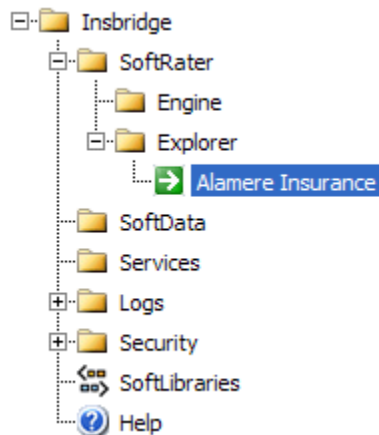 Insbridge
SoftRater
Engine
Explorer
Alamere Insurance
SoftData
Services
Logs
Security
SoftLibraries
Help